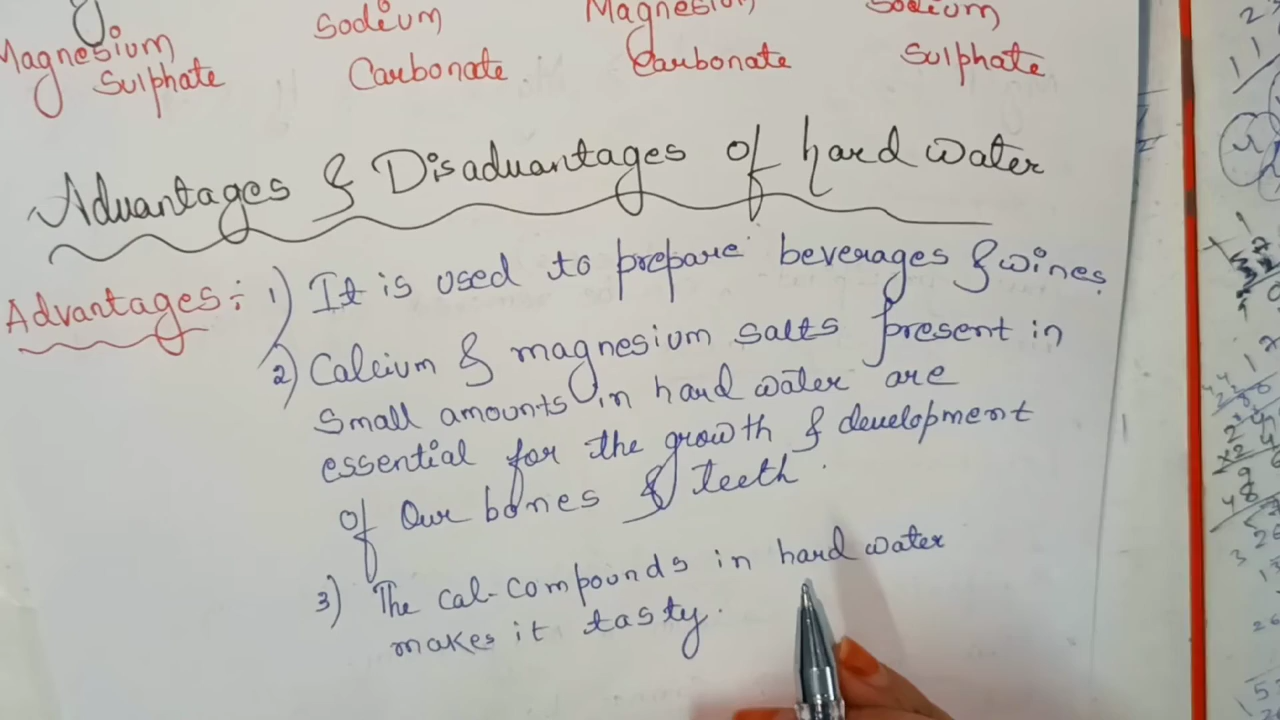 Magnesium Sodium Magnesium Sodium
Sulphate Carbonate Carbonate Sulphate
Advantages & Disadvantages of hard water
Advantages:- 1) It is used to prepare beverages & wines.
2) Calcium & magnesium salts present in
small amounts in hard water are
essential for the growth & development
of Our bones & teeth.
3) The cal-compounds in hard water
makes it tasty.